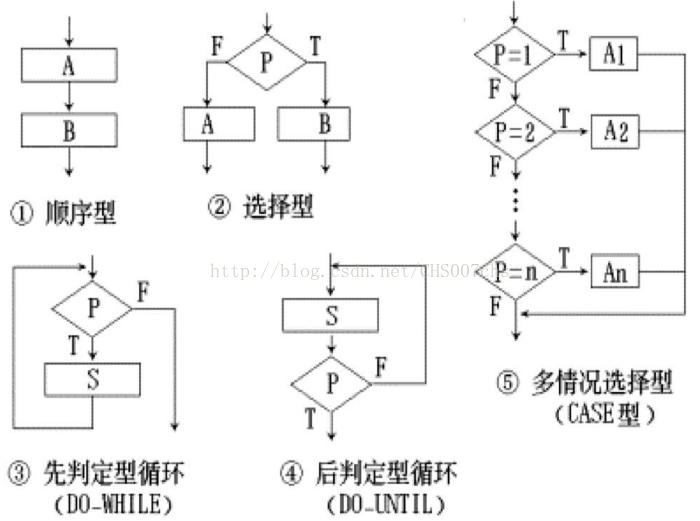 A
B
① 顺序型
F T
P
A B
② 选择型
P=1 T A1
F
P=2 T A2
F
P=n T An
F
⑤ 多情况选择型
(CASE型)
P F
T
S
③ 先判定型循环
(DO-WHILE)
S
P F
T
④ 后判定型循环
(DO-UNTIL)